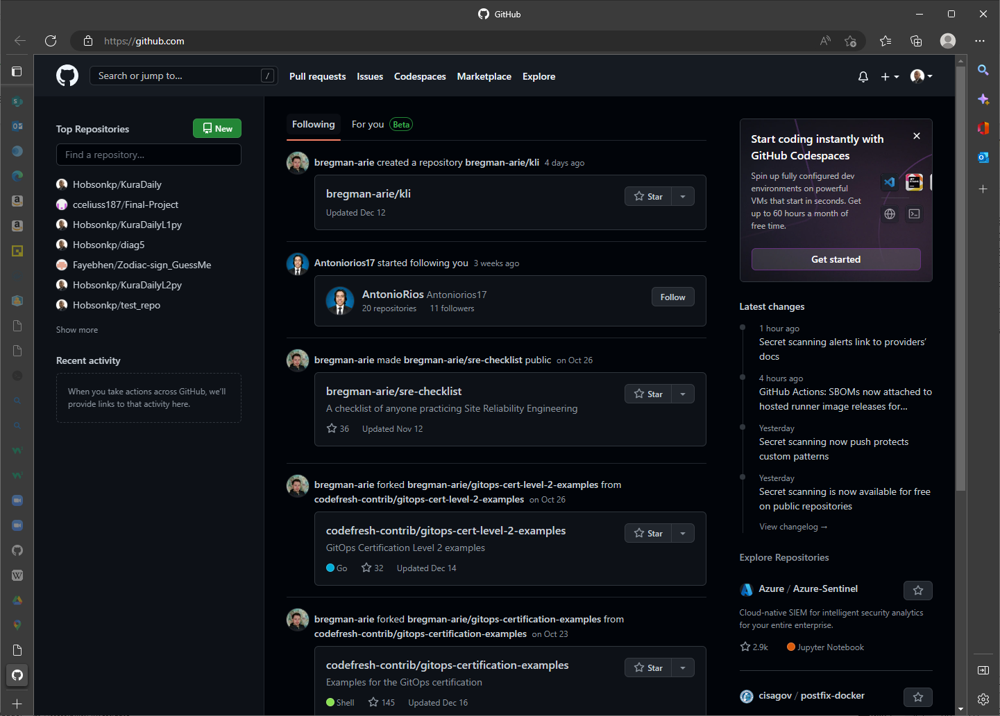 GitHub
https://github.com
Search or jump to...
/
Pull requests
Issues
Codespaces
Marketplace
Explore
Top Repositories
New
Find a repository...
Hobsonkp/KuraDaily
cceliuss187/Final-Project
Hobsonkp/KuraDailyL1py
Hobsonkp/diag5
Fayebhen/Zodiac-sign_GuessMe
Hobsonkp/KuraDailyL2py
Hobsonkp/test_repo
Show more
Recent activity
When you take actions across GitHub, we'll
provide links to that activity here.
Following
For you Beta
bregman-arie created a repository bregman-arie/kli 4 days ago
bregman-arie/kli
Star
Updated Dec 12
Antoniorios17 started following you 3 weeks ago
AntonioRios Antoniorios17
Follow
20 repositories 11 followers
bregman-arie made bregman-arie/sre-checklist public on Oct 26
bregman-arie/sre-checklist
Star
A checklist of anyone practicing Site Reliability Engineering
36 Updated Nov 12
bregman-arie forked bregman-arie/gitops-cert-level-2-examples from
codefresh-contrib/gitops-cert-level-2-examples on Oct 26
codefresh-contrib/gitops-cert-level-2-examples
Star
GitOps Certification Level 2 examples
Go 32 Updated Dec 14
bregman-arie forked bregman-arie/gitops-certification-examples from
codefresh-contrib/gitops-certification-examples on Oct 23
codefresh-contrib/gitops-certification-examples
Star
Examples for the GitOps certification
Shell 145 Updated Dec 16
Start coding instantly with
GitHub Codespaces
Spin up fully configured dev
environments on powerful
VMs that start in seconds. Get
up to 60 hours a month of
free time.
Get started
Latest changes
1 hour ago
Secret scanning alerts link to providers'
docs
4 hours ago
GitHub Actions: SBOMs now attached to
hosted runner image releases for...
Yesterday
Secret scanning now push protects
custom patterns
Yesterday
Secret scanning is now available for free
on public repositories
View changelog →
Explore Repositories
Azure / Azure-Sentinel
Cloud-native SIEM for intelligent security analytics
for your entire enterprise.
2.9k Jupyter Notebook
cisagov / postfix-docker